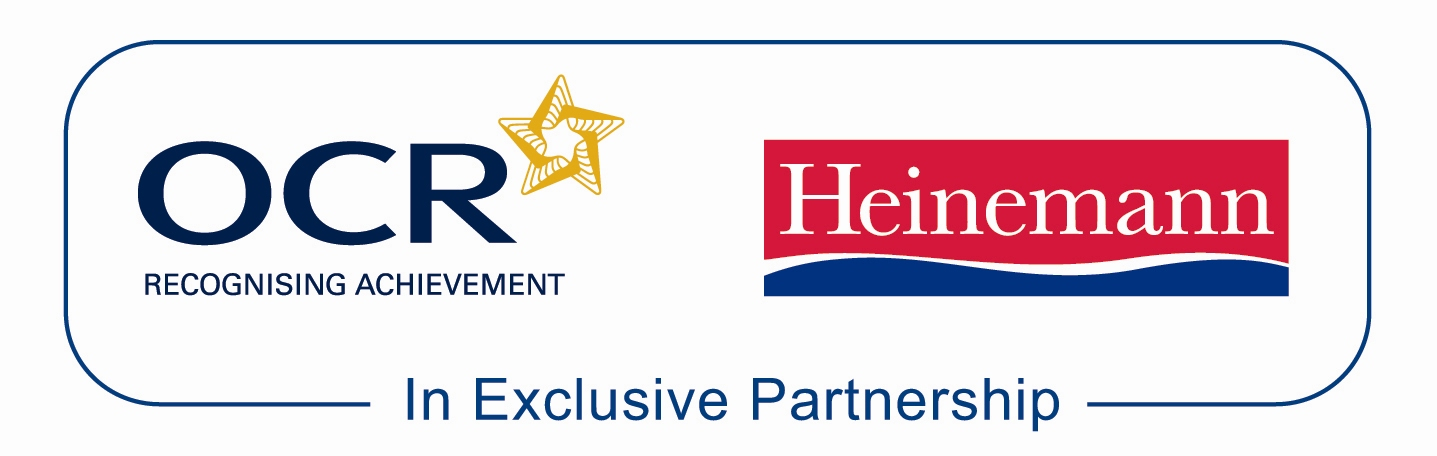 OCR
RECOGNISING ACHIEVEMENT
Heinemann
In Exclusive Partnership